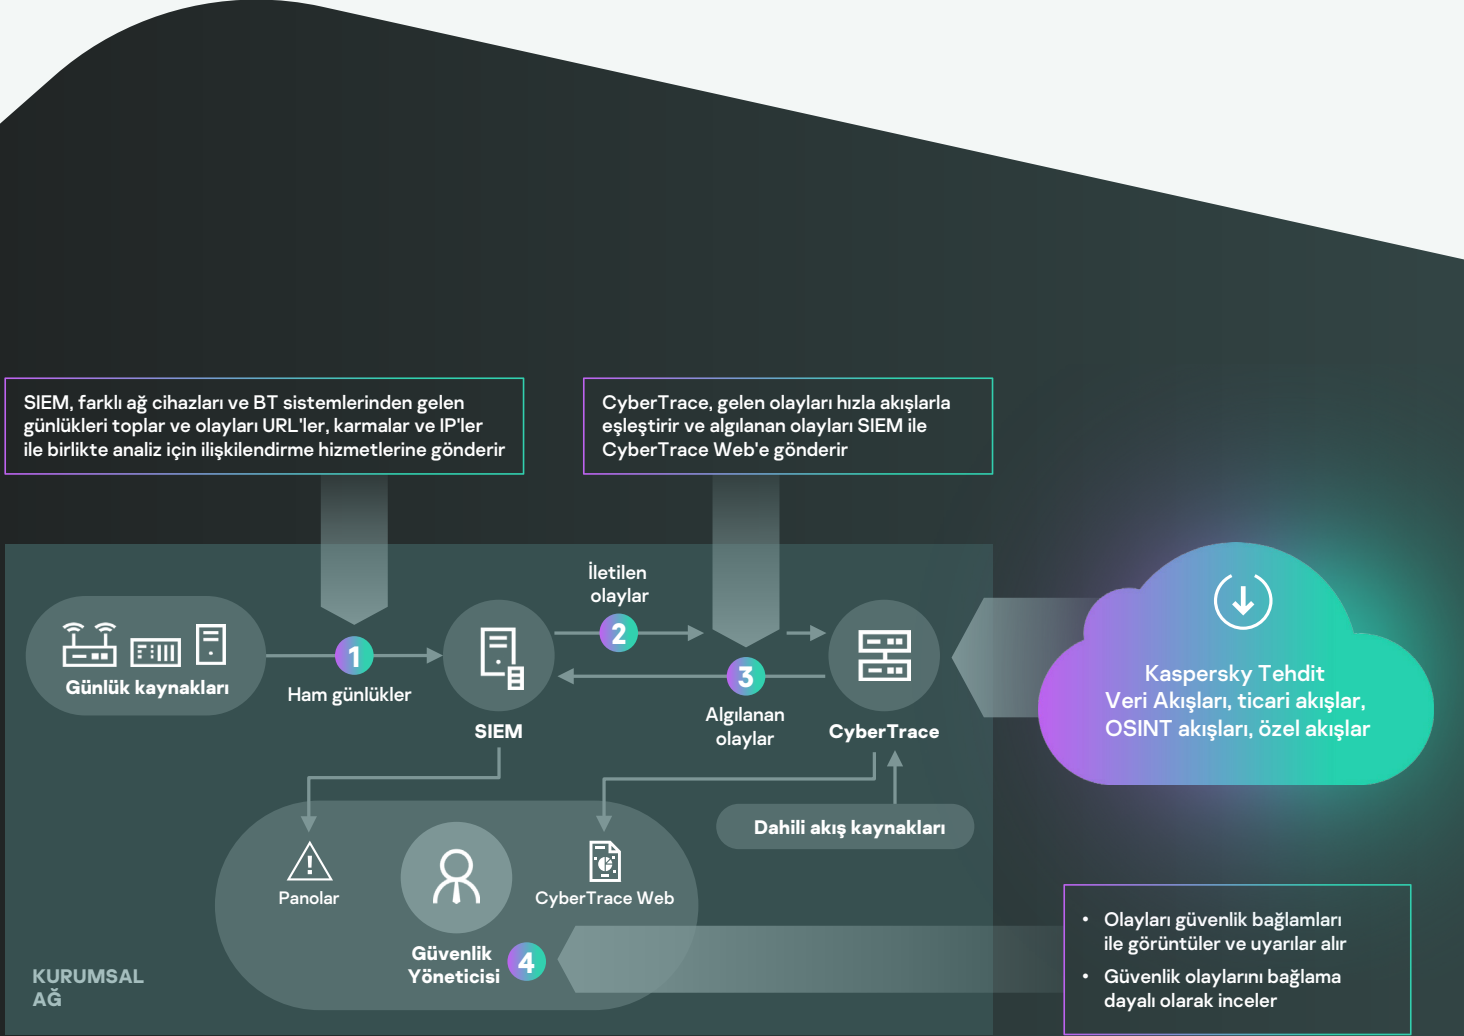 SIEM, farklı ağ cihazları ve BT sistemlerinden gelen
günlükleri toplar ve olayları URL'ler, karmalar ve IP'ler
ile birlikte analiz için ilişkilendirme hizmetlerine gönderir
CyberTrace, gelen olayları hızla akışlarla
eşleştirir ve algılanan olayları SIEM ile
CyberTrace Web'e gönderir
Günlük kaynakları
1
Ham günlükler
SIEM
İletilen
olaylar
2
3
Algılanan
olaylar
CyberTrace
Kaspersky Tehdit
Veri Akışları, ticari akışlar,
OSINT akışları, özel akışlar
Dahili akış kaynakları
Panolar
CyberTrace Web
Güvenlik
Yöneticisi
4
KURUMSAL
AĞ
• Olayları güvenlik bağlamları
ile görüntüler ve uyarılar alır
• Güvenlik olaylarını bağlama
dayalı olarak inceler